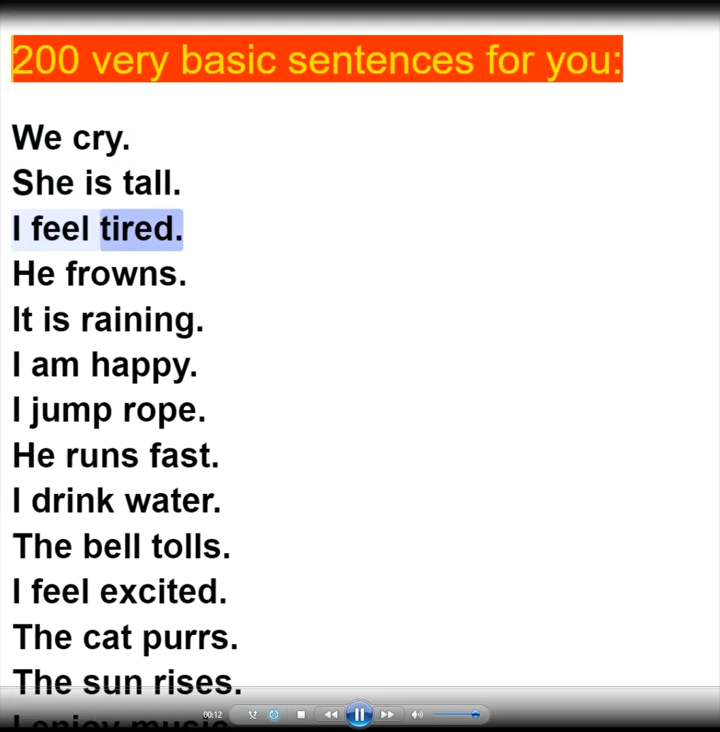 200 very basic sentences for you:
We cry.
She is tall.
I feel tired.
He frowns.
It is raining.
I am happy.
I jump rope.
He runs fast.
I drink water.
The bell tolls.
I feel excited.
The cat purrs.
The sun rises.
I enjoy music
00:12